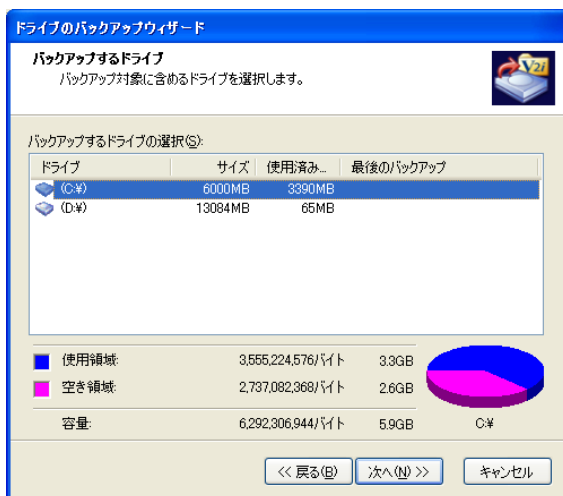 ドライブのバックアップウィザード
バックアップするドライブ
バックアップ対象に含めるドライブを選択します。
V2i
バックアップするドライブの選択(S):
ドライブ サイズ 使用済み... 最後のバックアップ
(C:¥) 6000MB 3390MB
(D:¥) 13084MB 65MB
使用領域: 3,555,224,576バイト 3.3GB
空き領域: 2,737,082,368バイト 2.6GB
容量: 6,292,306,944バイト 5.9GB C:¥
<< 戻る(B) 次へ(N) >> キャンセル